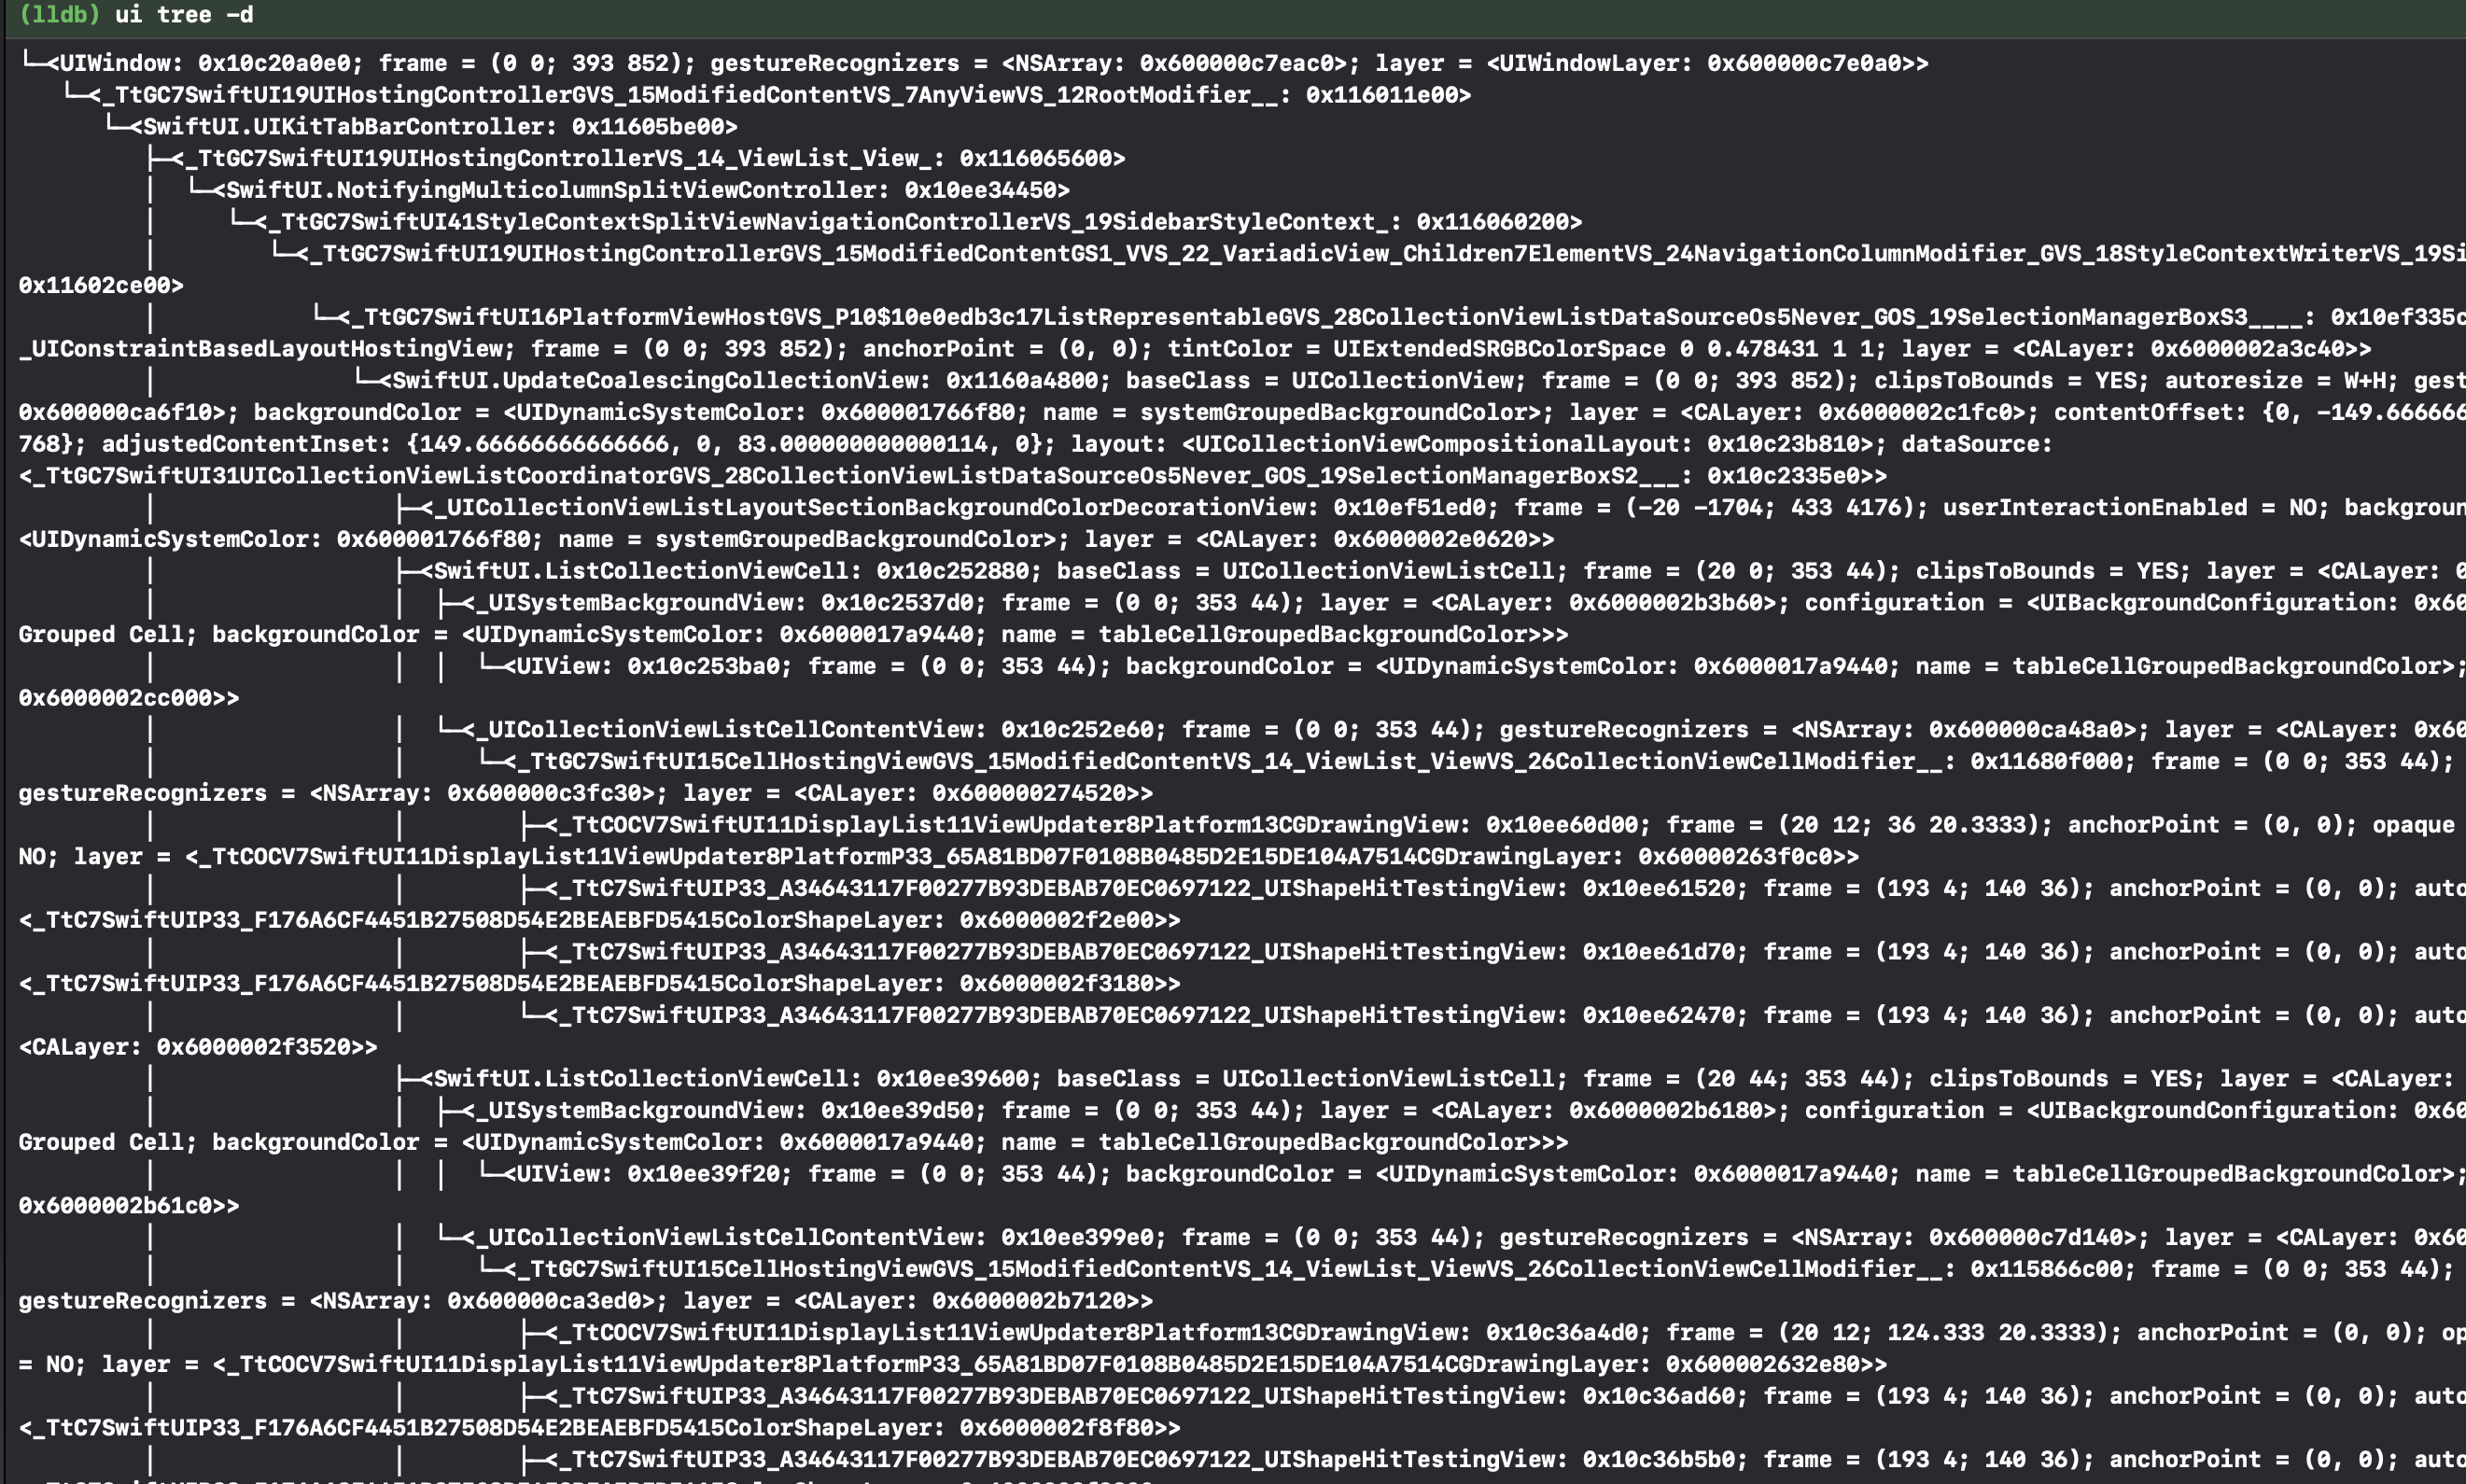 (lldb) ui tree -d
└─<UIWindow: 0x10c20a0e0; frame = (0 0; 393 852); gestureRecognizers = <NSArray: 0x600000c7eac0>; layer = <UIWindowLayer: 0x600000c7e0a0>>
└─<_TtGC7SwiftUI19UIHostingControllerGVS_15ModifiedContentVS_7AnyViewVS_12RootModifier__: 0x116011e00>
└─<SwiftUI.UIKitTabBarController: 0x11605be00>
├─<_TtGC7SwiftUI19UIHostingControllerVS_14_ViewList_View_: 0x116065600>
│ └─<SwiftUI.NotifyingMulticolumnSplitViewController: 0x10ee34450>
│ └─<_TtGC7SwiftUI41StyleContextSplitViewNavigationControllerVS_19SidebarStyleContext_: 0x116060200>
│ └─<_TtGC7SwiftUI19UIHostingControllerGVS_15ModifiedContentGS1_VVS_22_VariadicView_Children7ElementVS_24NavigationColumnModifier_GVS_18StyleContextWriterVS_19Si
0x11602ce00>
│ └─<_TtGC7SwiftUI16PlatformViewHostGVS_P10$10e0edb3c17ListRepresentableGVS_28CollectionViewListDataSourceOs5Never_GOS_19SelectionManagerBoxS3____: 0x10ef335c
_UIConstraintBasedLayoutHostingView; frame = (0 0; 393 852); anchorPoint = (0, 0); tintColor = UIExtendedSRGBColorSpace 0 0.478431 1 1; layer = <CALayer: 0x6000002a3c40>>
│ └─<SwiftUI.UpdateCoalescingCollectionView: 0x1160a4800; baseClass = UICollectionView; frame = (0 0; 393 852); clipsToBounds = YES; autoresize = W+H; gest
0x600000ca6f10>; backgroundColor = <UIDynamicSystemColor: 0x600001766f80; name = systemGroupedBackgroundColor>; layer = <CALayer: 0x6000002c1fc0>; contentOffset: {0, -149.666666
768}; adjustedContentInset: {149.66666666666666, 0, 83.000000000000114, 0}; layout: <UICollectionViewCompositionalLayout: 0x10c23b810>; dataSource:
<_TtGC7SwiftUI31UICollectionViewListCoordinatorGVS_28CollectionViewListDataSourceOs5Never_GOS_19SelectionManagerBoxS2___: 0x10c2335e0>>
│ ├─<_UICollectionViewListLayoutSectionBackgroundColorDecorationView: 0x10ef51ed0; frame = (-20 -1704; 433 4176); userInteractionEnabled = NO; backgroun
<UIDynamicSystemColor: 0x600001766f80; name = systemGroupedBackgroundColor>; layer = <CALayer: 0x6000002e0620>>
│ ├─<SwiftUI.ListCollectionViewCell: 0x10c252880; baseClass = UICollectionViewListCell; frame = (20 0; 353 44); clipsToBounds = YES; layer = <CALayer: 0
│ │ ├─<_UISystemBackgroundView: 0x10c2537d0; frame = (0 0; 353 44); layer = <CALayer: 0x6000002b3b60>; configuration = <UIBackgroundConfiguration: 0x60
Grouped Cell; backgroundColor = <UIDynamicSystemColor: 0x6000017a9440; name = tableCellGroupedBackgroundColor>>>
│ │ │ └─<UIView: 0x10c253ba0; frame = (0 0; 353 44); backgroundColor = <UIDynamicSystemColor: 0x6000017a9440; name = tableCellGroupedBackgroundColor>;
0x6000002cc000>>
│ │ └─<_UICollectionViewListCellContentView: 0x10c252e60; frame = (0 0; 353 44); gestureRecognizers = <NSArray: 0x600000ca48a0>; layer = <CALayer: 0x60
│ │ └─<_TtGC7SwiftUI15CellHostingViewGVS_15ModifiedContentVS_14_ViewList_ViewVS_26CollectionViewCellModifier__: 0x11680f000; frame = (0 0; 353 44);
gestureRecognizers = <NSArray: 0x600000c3fc30>; layer = <CALayer: 0x600000274520>>
│ │ ├─<_TtCOCV7SwiftUI11DisplayList11ViewUpdater8Platform13CGDrawingView: 0x10ee60d00; frame = (20 12; 36 20.3333); anchorPoint = (0, 0); opaque
NO; layer = <_TtCOCV7SwiftUI11DisplayList11ViewUpdater8PlatformP33_65A81BD07F0108B0485D2E15DE104A7514CGDrawingLayer: 0x60000263f0c0>>
│ │ ├─<_TtC7SwiftUIP33_A34643117F00277B93DEBAB70EC0697122_UIShapeHitTestingView: 0x10ee61520; frame = (193 4; 140 36); anchorPoint = (0, 0); auto
<_TtC7SwiftUIP33_F176A6CF4451B27508D54E2BEAEBFD5415ColorShapeLayer: 0x6000002f2e00>>
│ │ ├─<_TtC7SwiftUIP33_A34643117F00277B93DEBAB70EC0697122_UIShapeHitTestingView: 0x10ee61d70; frame = (193 4; 140 36); anchorPoint = (0, 0); auto
<_TtC7SwiftUIP33_F176A6CF4451B27508D54E2BEAEBFD5415ColorShapeLayer: 0x6000002f3180>>
│ │ └─<_TtC7SwiftUIP33_A34643117F00277B93DEBAB70EC0697122_UIShapeHitTestingView: 0x10ee62470; frame = (193 4; 140 36); anchorPoint = (0, 0); auto
<CALayer: 0x6000002f3520>>
│ ├─<SwiftUI.ListCollectionViewCell: 0x10ee39600; baseClass = UICollectionViewListCell; frame = (20 44; 353 44); clipsToBounds = YES; layer = <CALayer:
│ │ ├─<_UISystemBackgroundView: 0x10ee39d50; frame = (0 0; 353 44); layer = <CALayer: 0x6000002b6180>; configuration = <UIBackgroundConfiguration: 0x60
Grouped Cell; backgroundColor = <UIDynamicSystemColor: 0x6000017a9440; name = tableCellGroupedBackgroundColor>>>
│ │ │ └─<UIView: 0x10ee39f20; frame = (0 0; 353 44); backgroundColor = <UIDynamicSystemColor: 0x6000017a9440; name = tableCellGroupedBackgroundColor>;
0x6000002b61c0>>
│ │ └─<_UICollectionViewListCellContentView: 0x10ee399e0; frame = (0 0; 353 44); gestureRecognizers = <NSArray: 0x600000c7d140>; layer = <CALayer: 0x60
│ │ └─<_TtGC7SwiftUI15CellHostingViewGVS_15ModifiedContentVS_14_ViewList_ViewVS_26CollectionViewCellModifier__: 0x115866c00; frame = (0 0; 353 44);
gestureRecognizers = <NSArray: 0x600000ca3ed0>; layer = <CALayer: 0x6000002b7120>>
│ │ ├─<_TtCOCV7SwiftUI11DisplayList11ViewUpdater8Platform13CGDrawingView: 0x10c36a4d0; frame = (20 12; 124.333 20.3333); anchorPoint = (0, 0); op
= NO; layer = <_TtCOCV7SwiftUI11DisplayList11ViewUpdater8PlatformP33_65A81BD07F0108B0485D2E15DE104A7514CGDrawingLayer: 0x600002632e80>>
│ │ ├─<_TtC7SwiftUIP33_A34643117F00277B93DEBAB70EC0697122_UIShapeHitTestingView: 0x10c36ad60; frame = (193 4; 140 36); anchorPoint = (0, 0); auto
<_TtC7SwiftUIP33_F176A6CF4451B27508D54E2BEAEBFD5415ColorShapeLayer: 0x6000002f8f80>>
│ │ ├─<_TtC7SwiftUIP33_A34643117F00277B93DEBAB70EC0697122_UIShapeHitTestingView: 0x10c36b5b0; frame = (193 4; 140 36); anchorPoint = (0, 0); auto